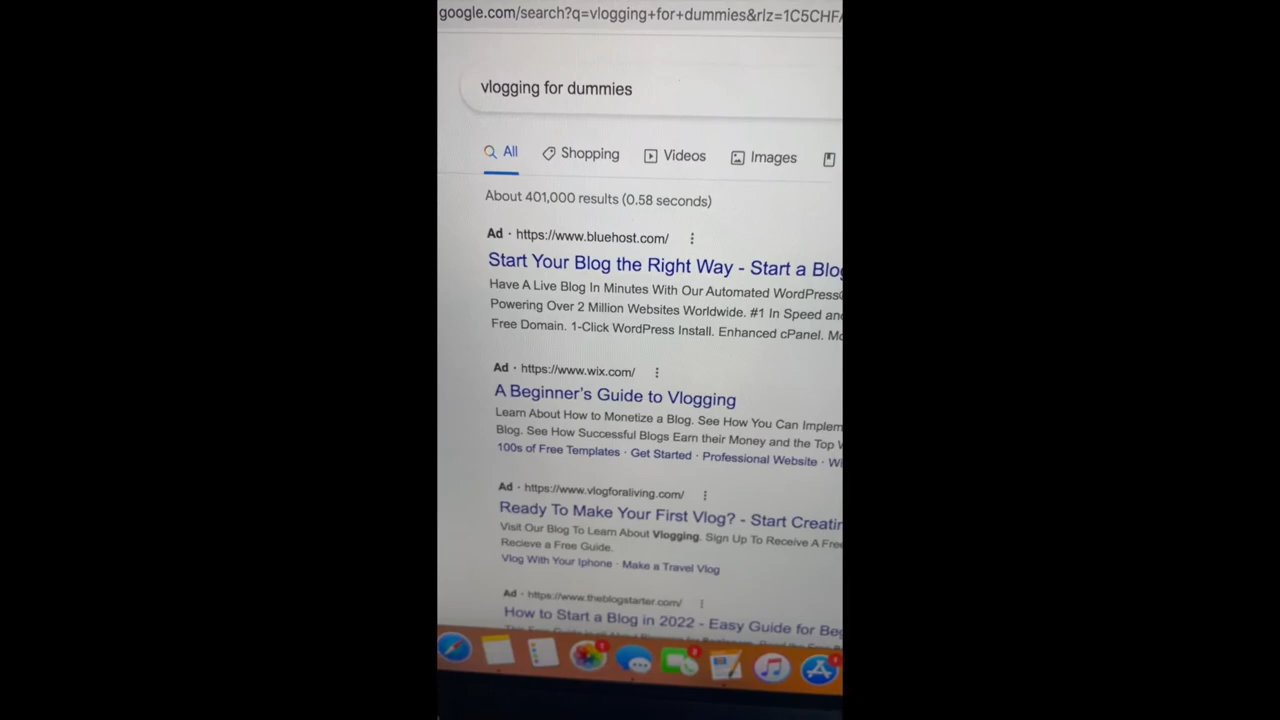 google.com/search?q=vlogging+for+dummies&rlz=1C5CHFA
vlogging for dummies
All Shopping Videos Images
About 401,000 results (0.58 seconds)
Ad · https://www.bluehost.com/
Start Your Blog the Right Way - Start a Blog
Have A Live Blog In Minutes With Our Automated WordPress®
Powering Over 2 Million Websites Worldwide. #1 In Speed and
Free Domain. 1-Click WordPress Install. Enhanced cPanel. Mo
Ad · https://www.wix.com/
A Beginner's Guide to Vlogging
Learn About How to Monetize a Blog. See How You Can Implem
Blog. See How Successful Blogs Earn their Money and the Top W
100s of Free Templates · Get Started · Professional Website · Wi
Ad · https://www.vlogforaliving.com/
Ready To Make Your First Vlog? - Start Creatin
Visit Our Blog To Learn About Vlogging. Sign Up To Receive A Free
Recieve a Free Guide.
Vlog With Your Iphone · Make a Travel Vlog
Ad · https://www.theblogstarter.com/
How to Start a Blog in 2022 - Easy Guide for Beg